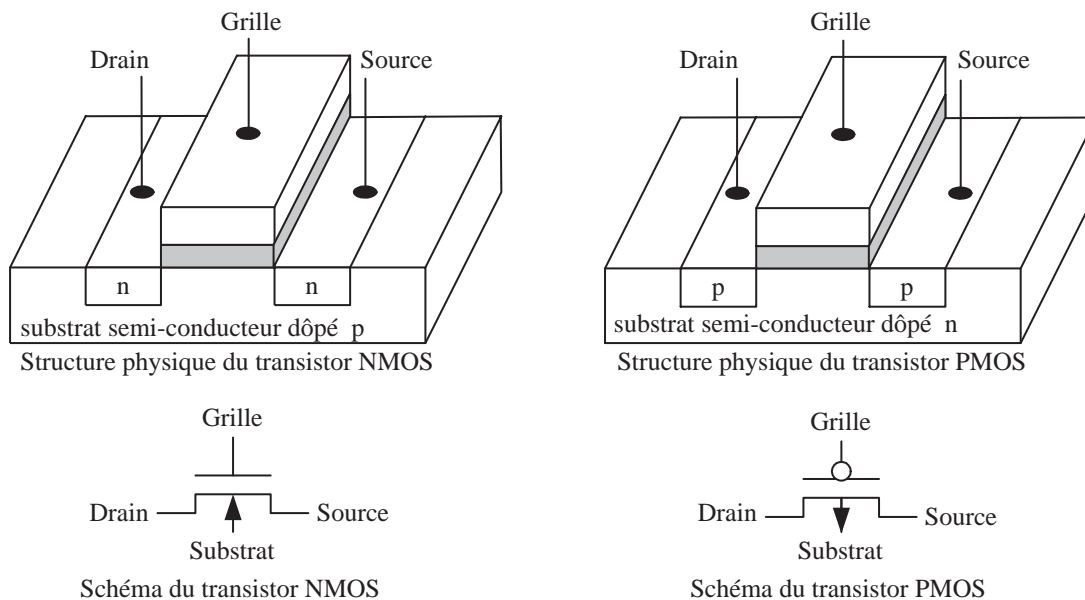 Grille
Drain
Source
n
n
substrat semi-conducteur dôpé p
Structure physique du transistor NMOS
Grille
Drain
Source
p
p
substrat semi-conducteur dôpé n
Structure physique du transistor PMOS
Grille
Drain
Source
Substrat
Schéma du transistor NMOS
Grille
Drain
Source
Substrat
Schéma du transistor PMOS